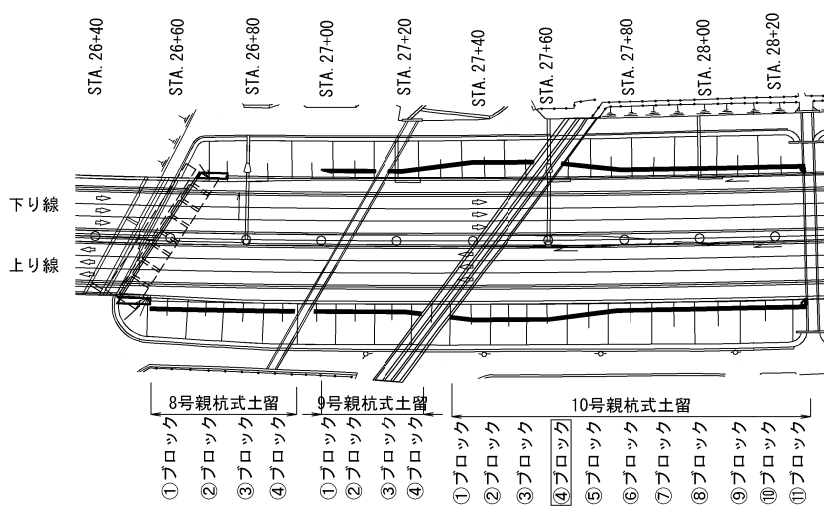 STA. 26+40
STA. 26+60
STA. 26+80
STA. 27+00
STA. 27+20
STA. 27+40
STA. 27+60
STA. 27+80
STA. 28+00
STA. 28+20
下り線
上り線
8号親杭式土留
9号親杭式土留
10号親杭式土留
①ブロック
②ブロック
③ブロック
④ブロック
①ブロック
②ブロック
③ブロック
④ブロック
①ブロック
②ブロック
③ブロック
④ブロック
⑤ブロック
⑥ブロック
⑦ブロック
⑧ブロック
⑨ブロック
⑩ブロック
⑪ブロック